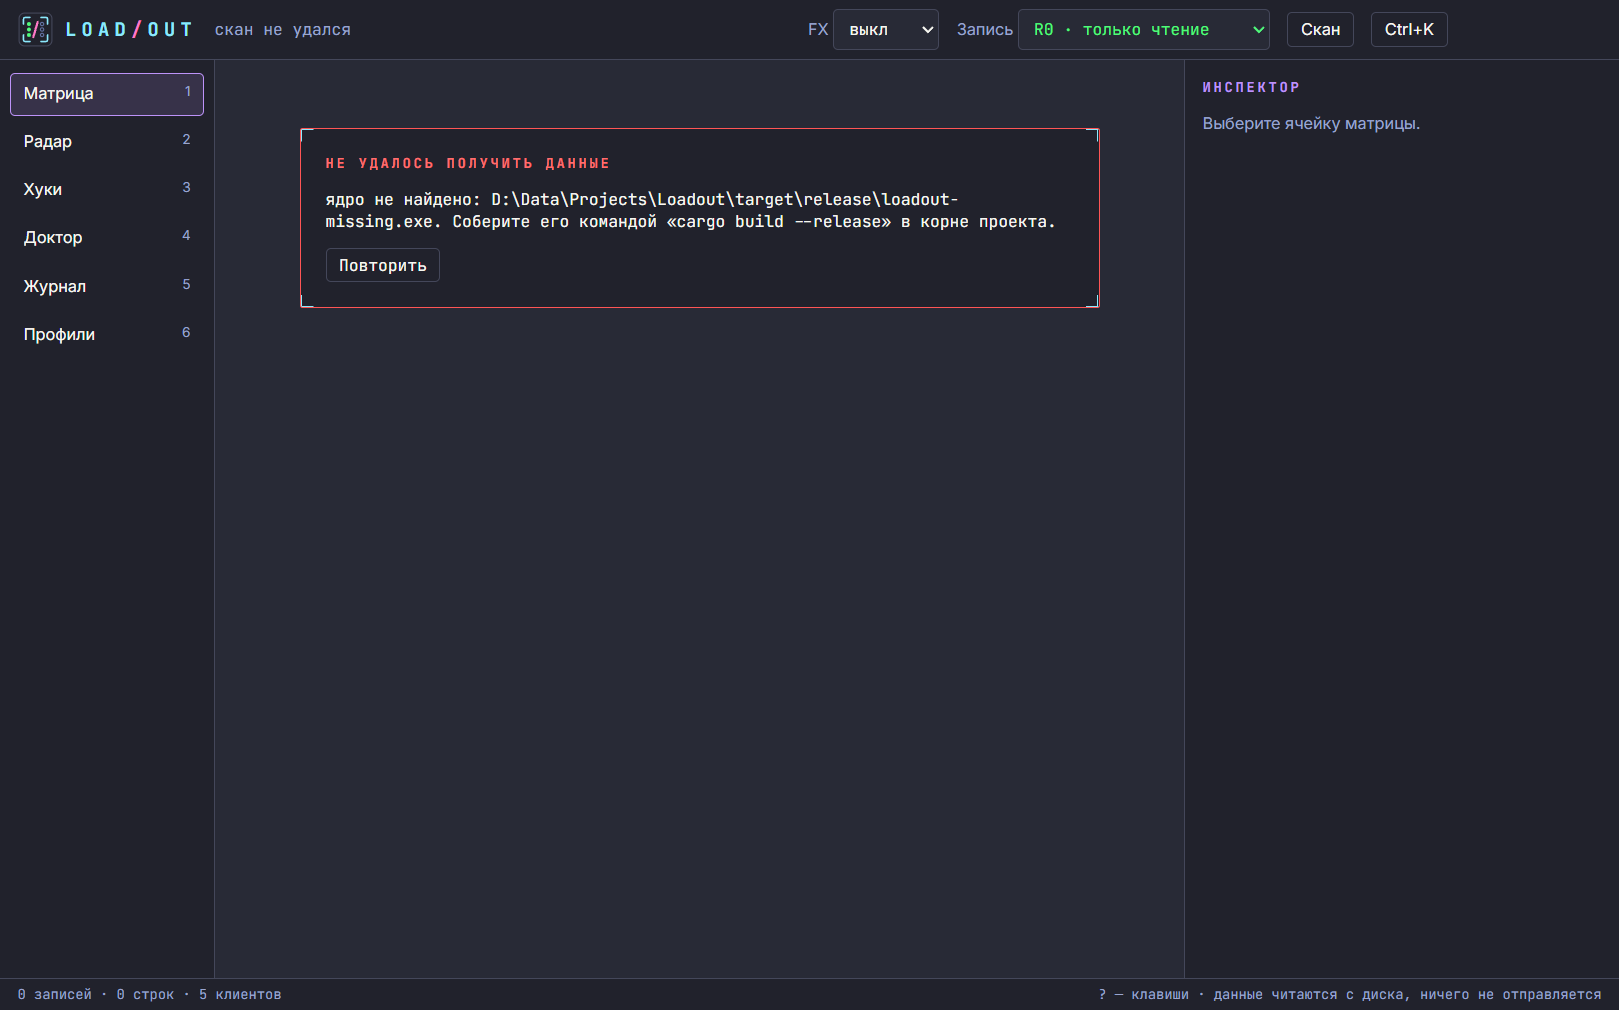 LOAD/OUT
скан не удался
FX
выкл
Запись
R0 · только чтение
Скан
Ctrl+K
Матрица 1
Радар 2
Хуки 3
Доктор 4
Журнал 5
Профили 6
НЕ УДАЛОСЬ ПОЛУЧИТЬ ДАННЫЕ
ядро не найдено: D:\Data\Projects\Loadout\target\release\loadout-
missing.exe. Соберите его командой «cargo build --release» в корне проекта.
Повторить
ИНСПЕКТОР
Выберите ячейку матрицы.
0 записей · 0 строк · 5 клиентов
? — клавиши · данные читаются с диска, ничего не отправляется